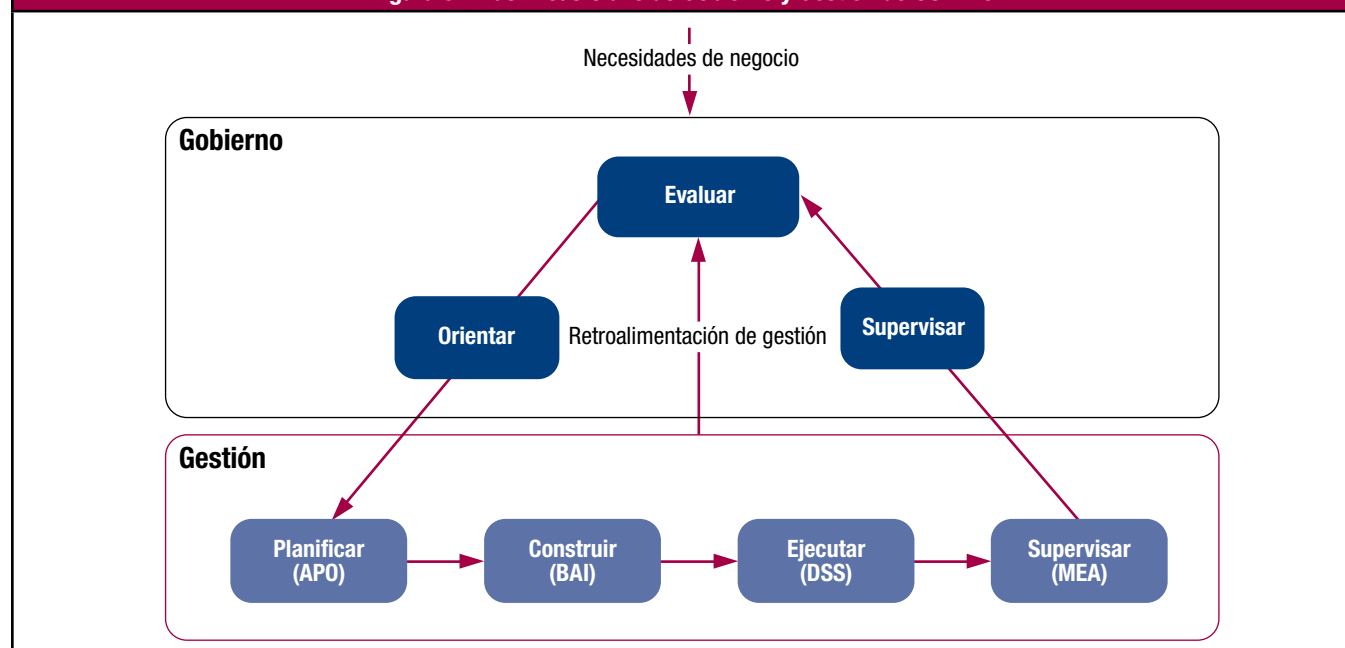 Necesidades de negocio
Gobierno
Evaluar
Orientar
Retroalimentación de gestión
Supervisar
Gestión
Planificar
(APO)
Construir
(BAI)
Ejecutar
(DSS)
Supervisar
(MEA)